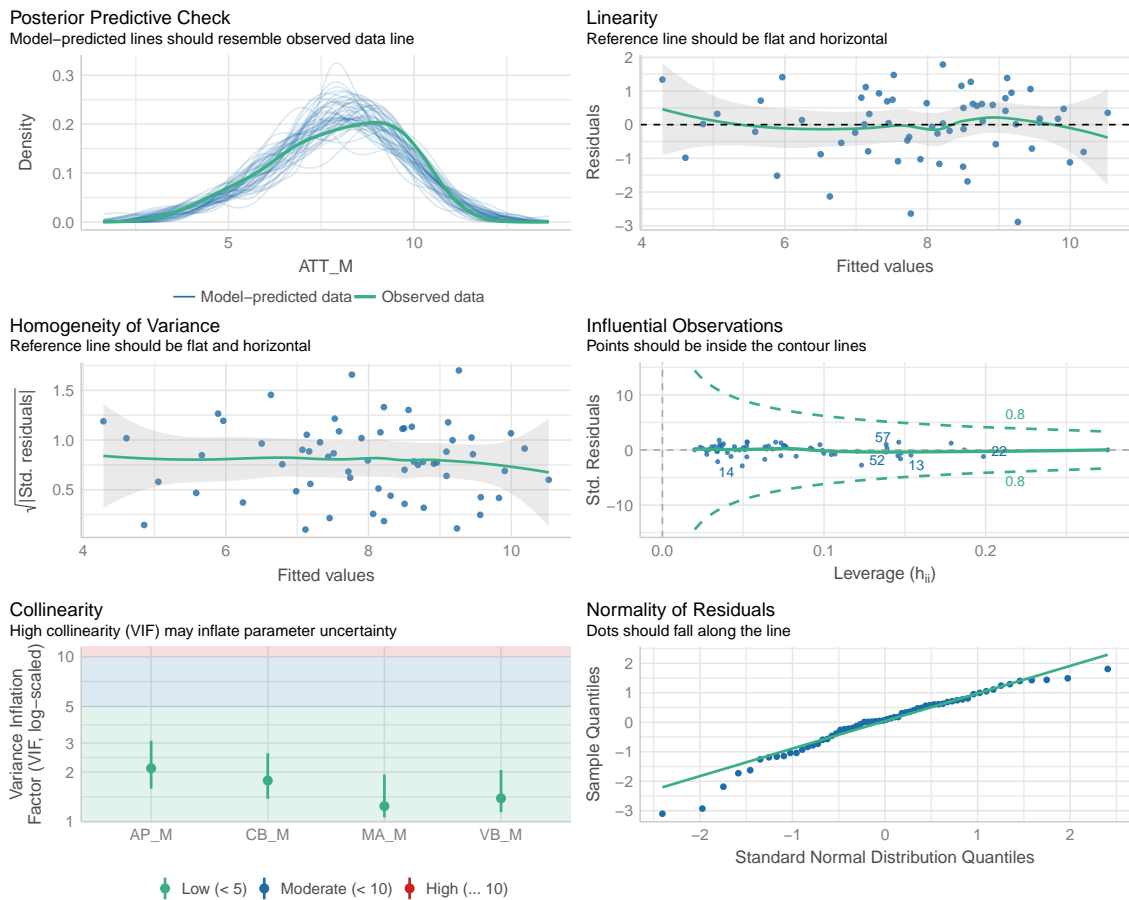 Posterior Predictive Check
Model−predicted lines should resemble observed data line
Density
0.3
0.2
0.1
0.0
5
10
ATT_M
Model−predicted data
Observed data
Linearity
Reference line should be flat and horizontal
Residuals
2
1
0
−1
−2
−3
4
6
8
10
Fitted values
Homogeneity of Variance
Reference line should be flat and horizontal
√|Std. residuals|
1.5
1.0
0.5
4
6
8
10
Fitted values
Influential Observations
Points should be inside the contour lines
Std. Residuals
10
0
−10
0.8
57
22
52
13
14
0.8
0.0
0.1
0.2
Leverage (hii)
Collinearity
High collinearity (VIF) may inflate parameter uncertainty
Variance Inflation
Factor (VIF, log−scaled)
10
5
3
2
1
AP_M
CB_M
MA_M
VB_M
Low (< 5)
Moderate (< 10)
High (... 10)
Normality of Residuals
Dots should fall along the line
Sample Quantiles
2
1
0
−1
−2
−3
−2
−1
0
1
2
Standard Normal Distribution Quantiles